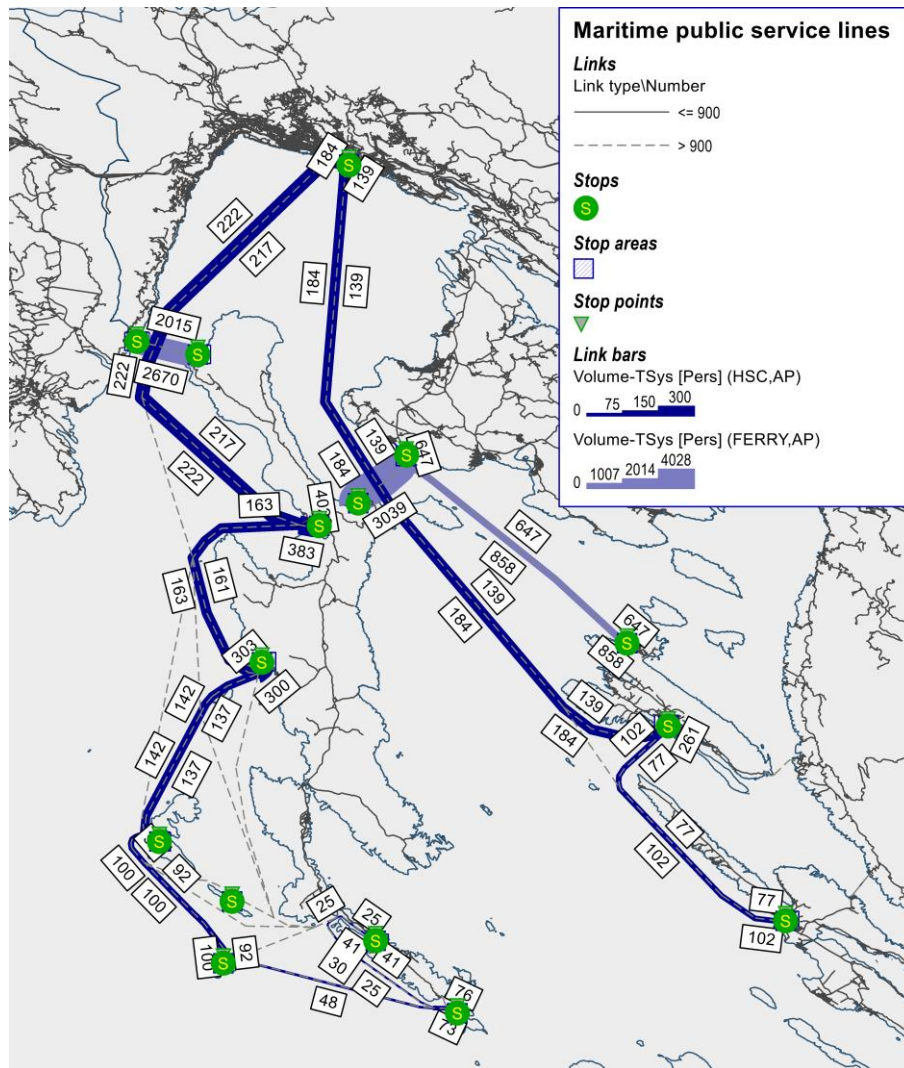 Maritime public service lines
Links
Link type\Number
<= 900
> 900
Stops
S
Stop areas
Stop points
Link bars
Volume-TSys [Pers] (HSC,AP)
0 75 150 300
Volume-TSys [Pers] (FERRY,AP)
0 1007 2014 4028
184
S
139
222
217
184
139
2015
S
S
222
2670
217
222
139
647
S
184
S
3039
163
S
383
647
858
161
163
139
184
647
S
858
303
S
300
142
137
142
137
139
184
102
S
261
77
S
92
100
100
77
102
S
77
S
102
25
25
S
41
41
30
25
100
92
S
48
76
S
73